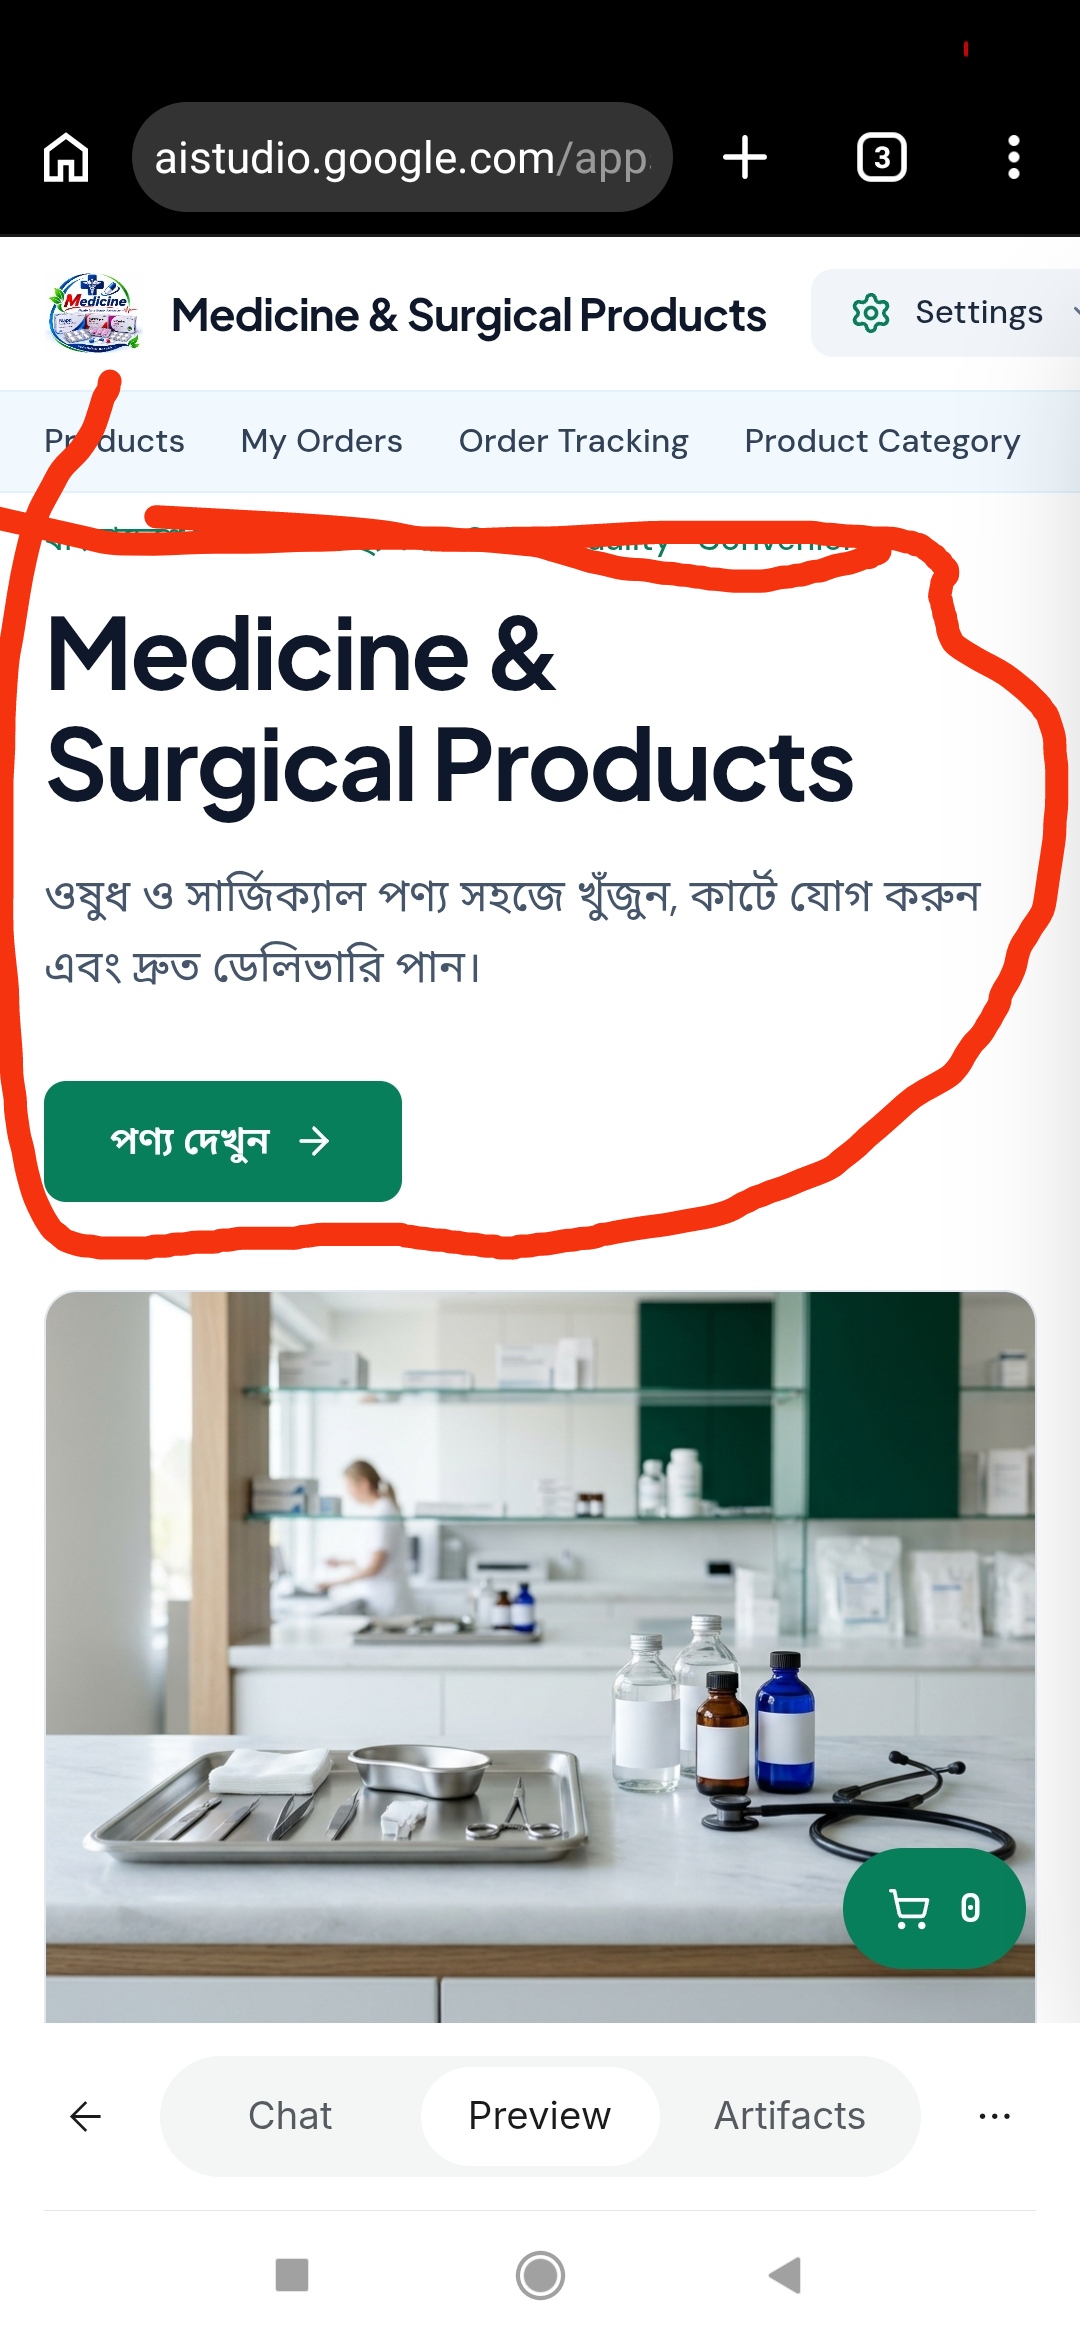 aistudio.google.com/app
Medicine
Medicine & Surgical Products
Settings
Products
My Orders
Order Tracking
Product Category
Medicine &
Surgical Products
ওষুধ ও সার্জিক্যাল পণ্য সহজে খুঁজুন, কার্টে যোগ করুন
এবং দ্রুত ডেলিভারি পান।
পণ্য দেখুন
0
Chat
Preview
Artifacts
3